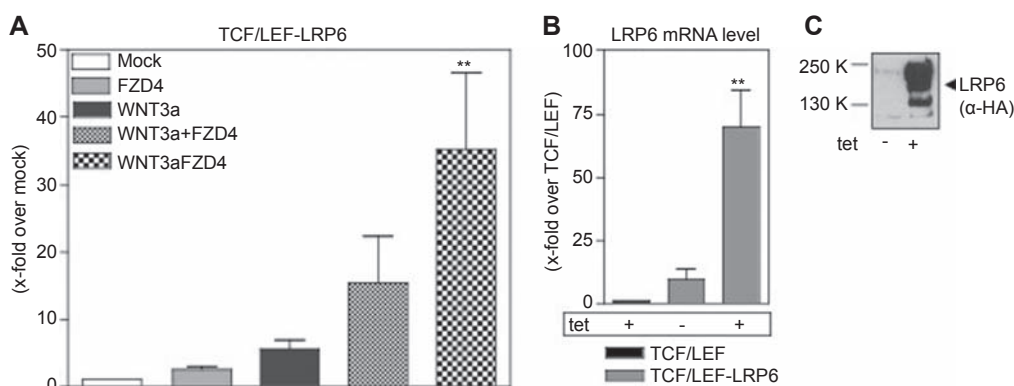 A
TCF/LEF-LRP6
(x-fold over mock)
50
40
30
20
10
0
Mock
FZD4
WNT3a
WNT3a+FZD4
WNT3aFZD4
**
B
LRP6 mRNA level
(x-fold over TCF/LEF)
100
75
50
25
0
**
tet + - +
TCF/LEF
TCF/LEF-LRP6
C
250 K
130 K
LRP6
(α-HA)
tet - +